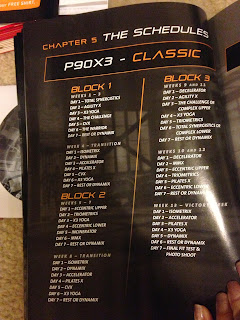 CHAPTER 5 THE SCHEDULES
P90X3 - CLASSIC
BLOCK 1
WEEKS 1 - 3
DAY 1 - TOTAL SYNERGISTICS
DAY 2 - AGILITY X
DAY 3 - X3 YOGA
DAY 4 - THE CHALLENGE
DAY 5 - CVX
DAY 6 - THE WARRIOR
DAY 7 - REST OR DYNAMIX
WEEK 4 - TRANSITION
DAY 1 - ISOMETRIX
DAY 2 - DYNAMIX
DAY 3 - ACCELERATOR
DAY 4 - PILATES X
DAY 5 - CVX
DAY 6 - X3 YOGA
DAY 7 - REST OR DYNAMIX
BLOCK 2
WEEKS 5 - 7
DAY 1 - ECCENTRIC UPPER
DAY 2 - TRIOMETRICS
DAY 3 - X3 YOGA
DAY 4 - ECCENTRIC LOWER
DAY 5 - INCINERATOR
DAY 6 - MMX
DAY 7 - REST OR DYNAMIX
WEEK 8 - TRANSITION
DAY 1 - ISOMETRIX
DAY 2 - DYNAMIX
DAY 3 - ACCELERATOR
DAY 4 - PILATES X
DAY 5 - CVX
DAY 6 - X3 YOGA
DAY 7 - REST OR DYNAMIX
BLOCK 3
WEEKS 9 AND 11
DAY 1 - DECELERATOR
DAY 2 - AGILITY X
DAY 3 - THE CHALLENGE OR
COMPLEX UPPER
DAY 4 - X3 YOGA
DAY 5 - TRIOMETRICS
DAY 6 - TOTAL SYNERGISTICS OR
COMPLEX LOWER
DAY 7 - REST OR DYNAMIX
WEEKS 10 AND 12
DAY 1 - DECELERATOR
DAY 2 - MMX
DAY 3 - ECCENTRIC UPPER
DAY 4 - TRIOMETRICS
DAY 5 - PILATES X
DAY 6 - ECCENTRIC LOWER
DAY 7 - REST OR DYNAMIX
WEEK 13 - VICTORY
DAY 1 - ISOMETRIX
DAY 2 - ACCELERATOR
DAY 3 - PILATES X
DAY 4 - X3 YOGA
DAY 5 - DYNAMIX
DAY 6 - REST OR DYNAMIX
DAY 7 - FINAL FIT TEST &
PHOTO SHOOT